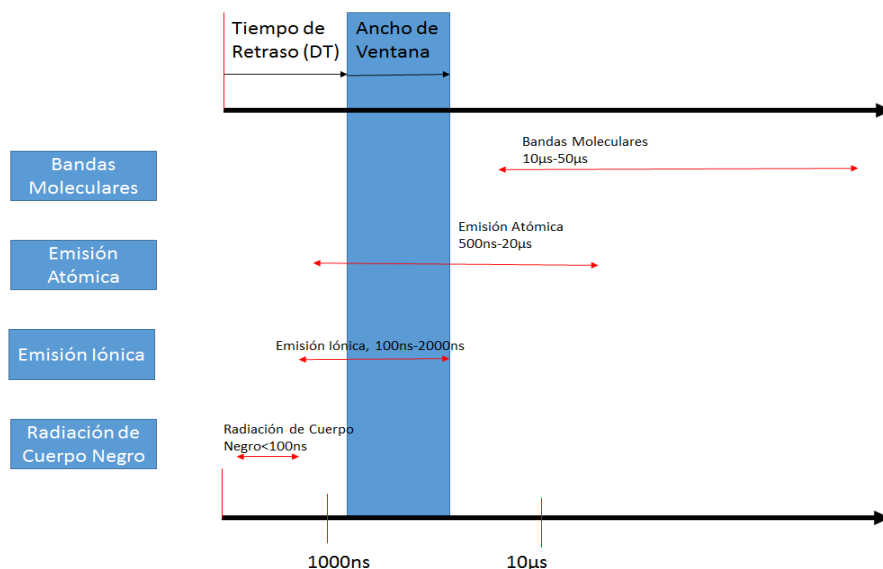 Tiempo de
Retraso (DT)
Ancho de
Ventana
Bandas
Moleculares
Bandas Moleculares
10µs-50µs
Emisión
Atómica
Emisión Atómica
500ns-20µs
Emisión Iónica
Emisión Iónica, 100ns-2000ns
Radiación de
Cuerpo Negro
Radiación de Cuerpo
Negro<100ns
1000ns
10µs